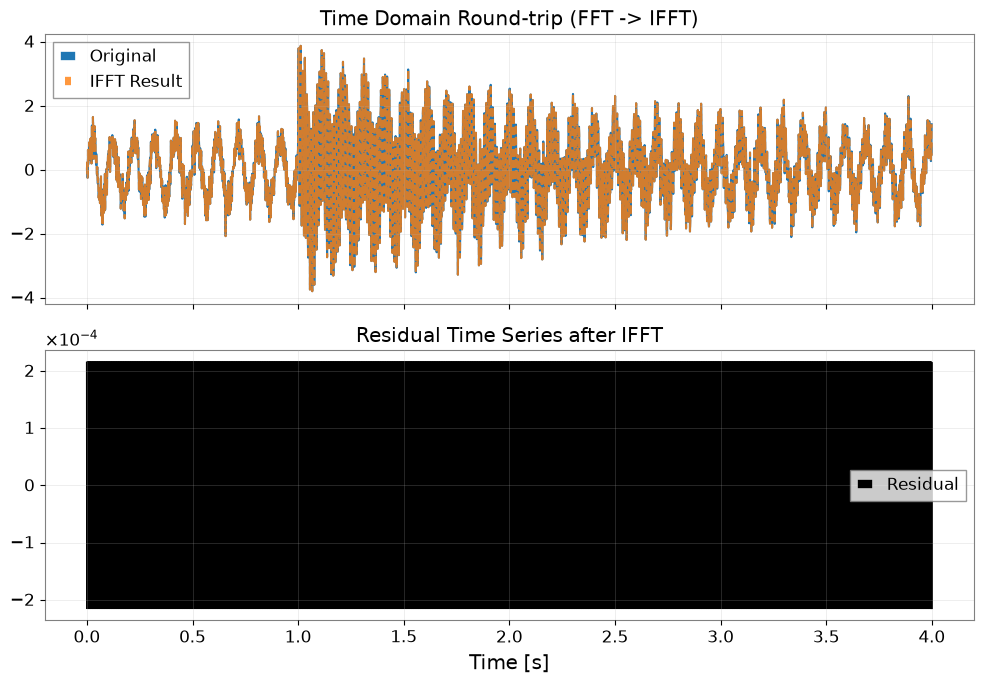 Time Domain Round-trip (FFT -> IFFT)
4
2
0
−2
−4
Original
IFFT Result
Residual Time Series after IFFT
×10⁻⁴
2
1
0
−1
−2
Residual
0.0 0.5 1.0 1.5 2.0 2.5 3.0 3.5 4.0
Time [s]